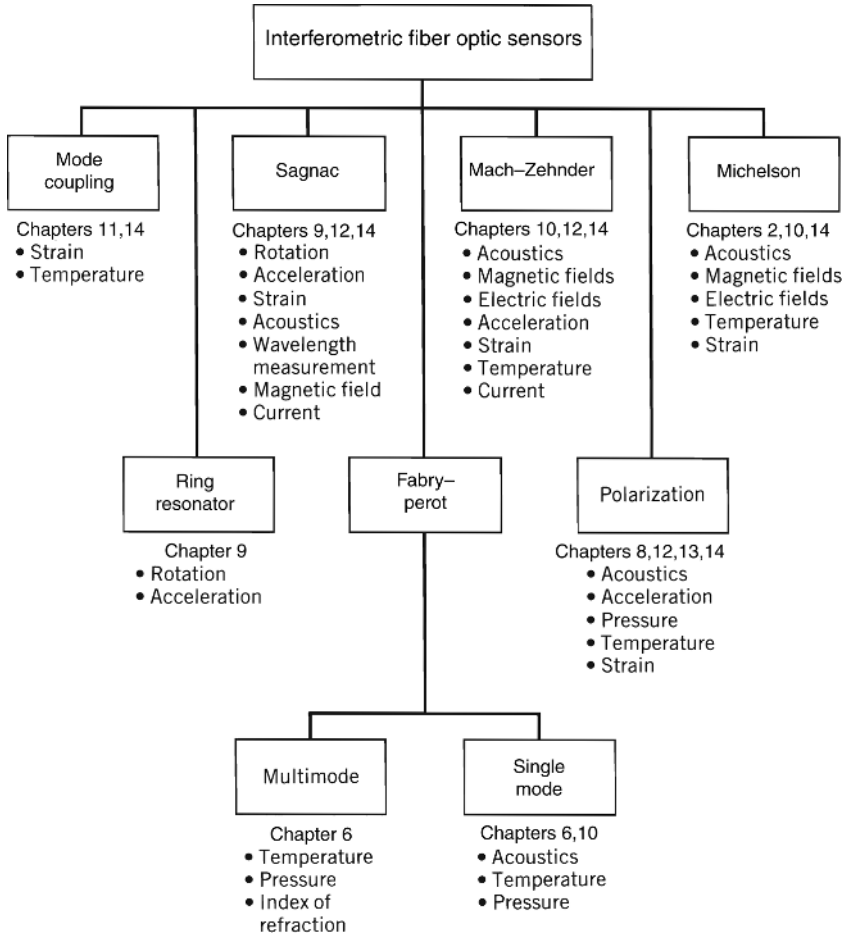 Interferometric fiber optic sensors
Mode
coupling
Chapters 11,14
• Strain
• Temperature
Sagnac
Chapters 9,12,14
• Rotation
• Acceleration
• Strain
• Acoustics
• Wavelength
measurement
• Magnetic field
• Current
Mach–Zehnder
Chapters 10,12,14
• Acoustics
• Magnetic fields
• Electric fields
• Acceleration
• Strain
• Temperature
• Current
Michelson
Chapters 2,10,14
• Acoustics
• Magnetic fields
• Electric fields
• Temperature
• Strain
Ring
resonator
Chapter 9
• Rotation
• Acceleration
Fabry–
perot
Polarization
Chapters 8,12,13,14
• Acoustics
• Acceleration
• Pressure
• Temperature
• Strain
Multimode
Chapter 6
• Temperature
• Pressure
• Index of
refraction
Single
mode
Chapters 6,10
• Acoustics
• Temperature
• Pressure